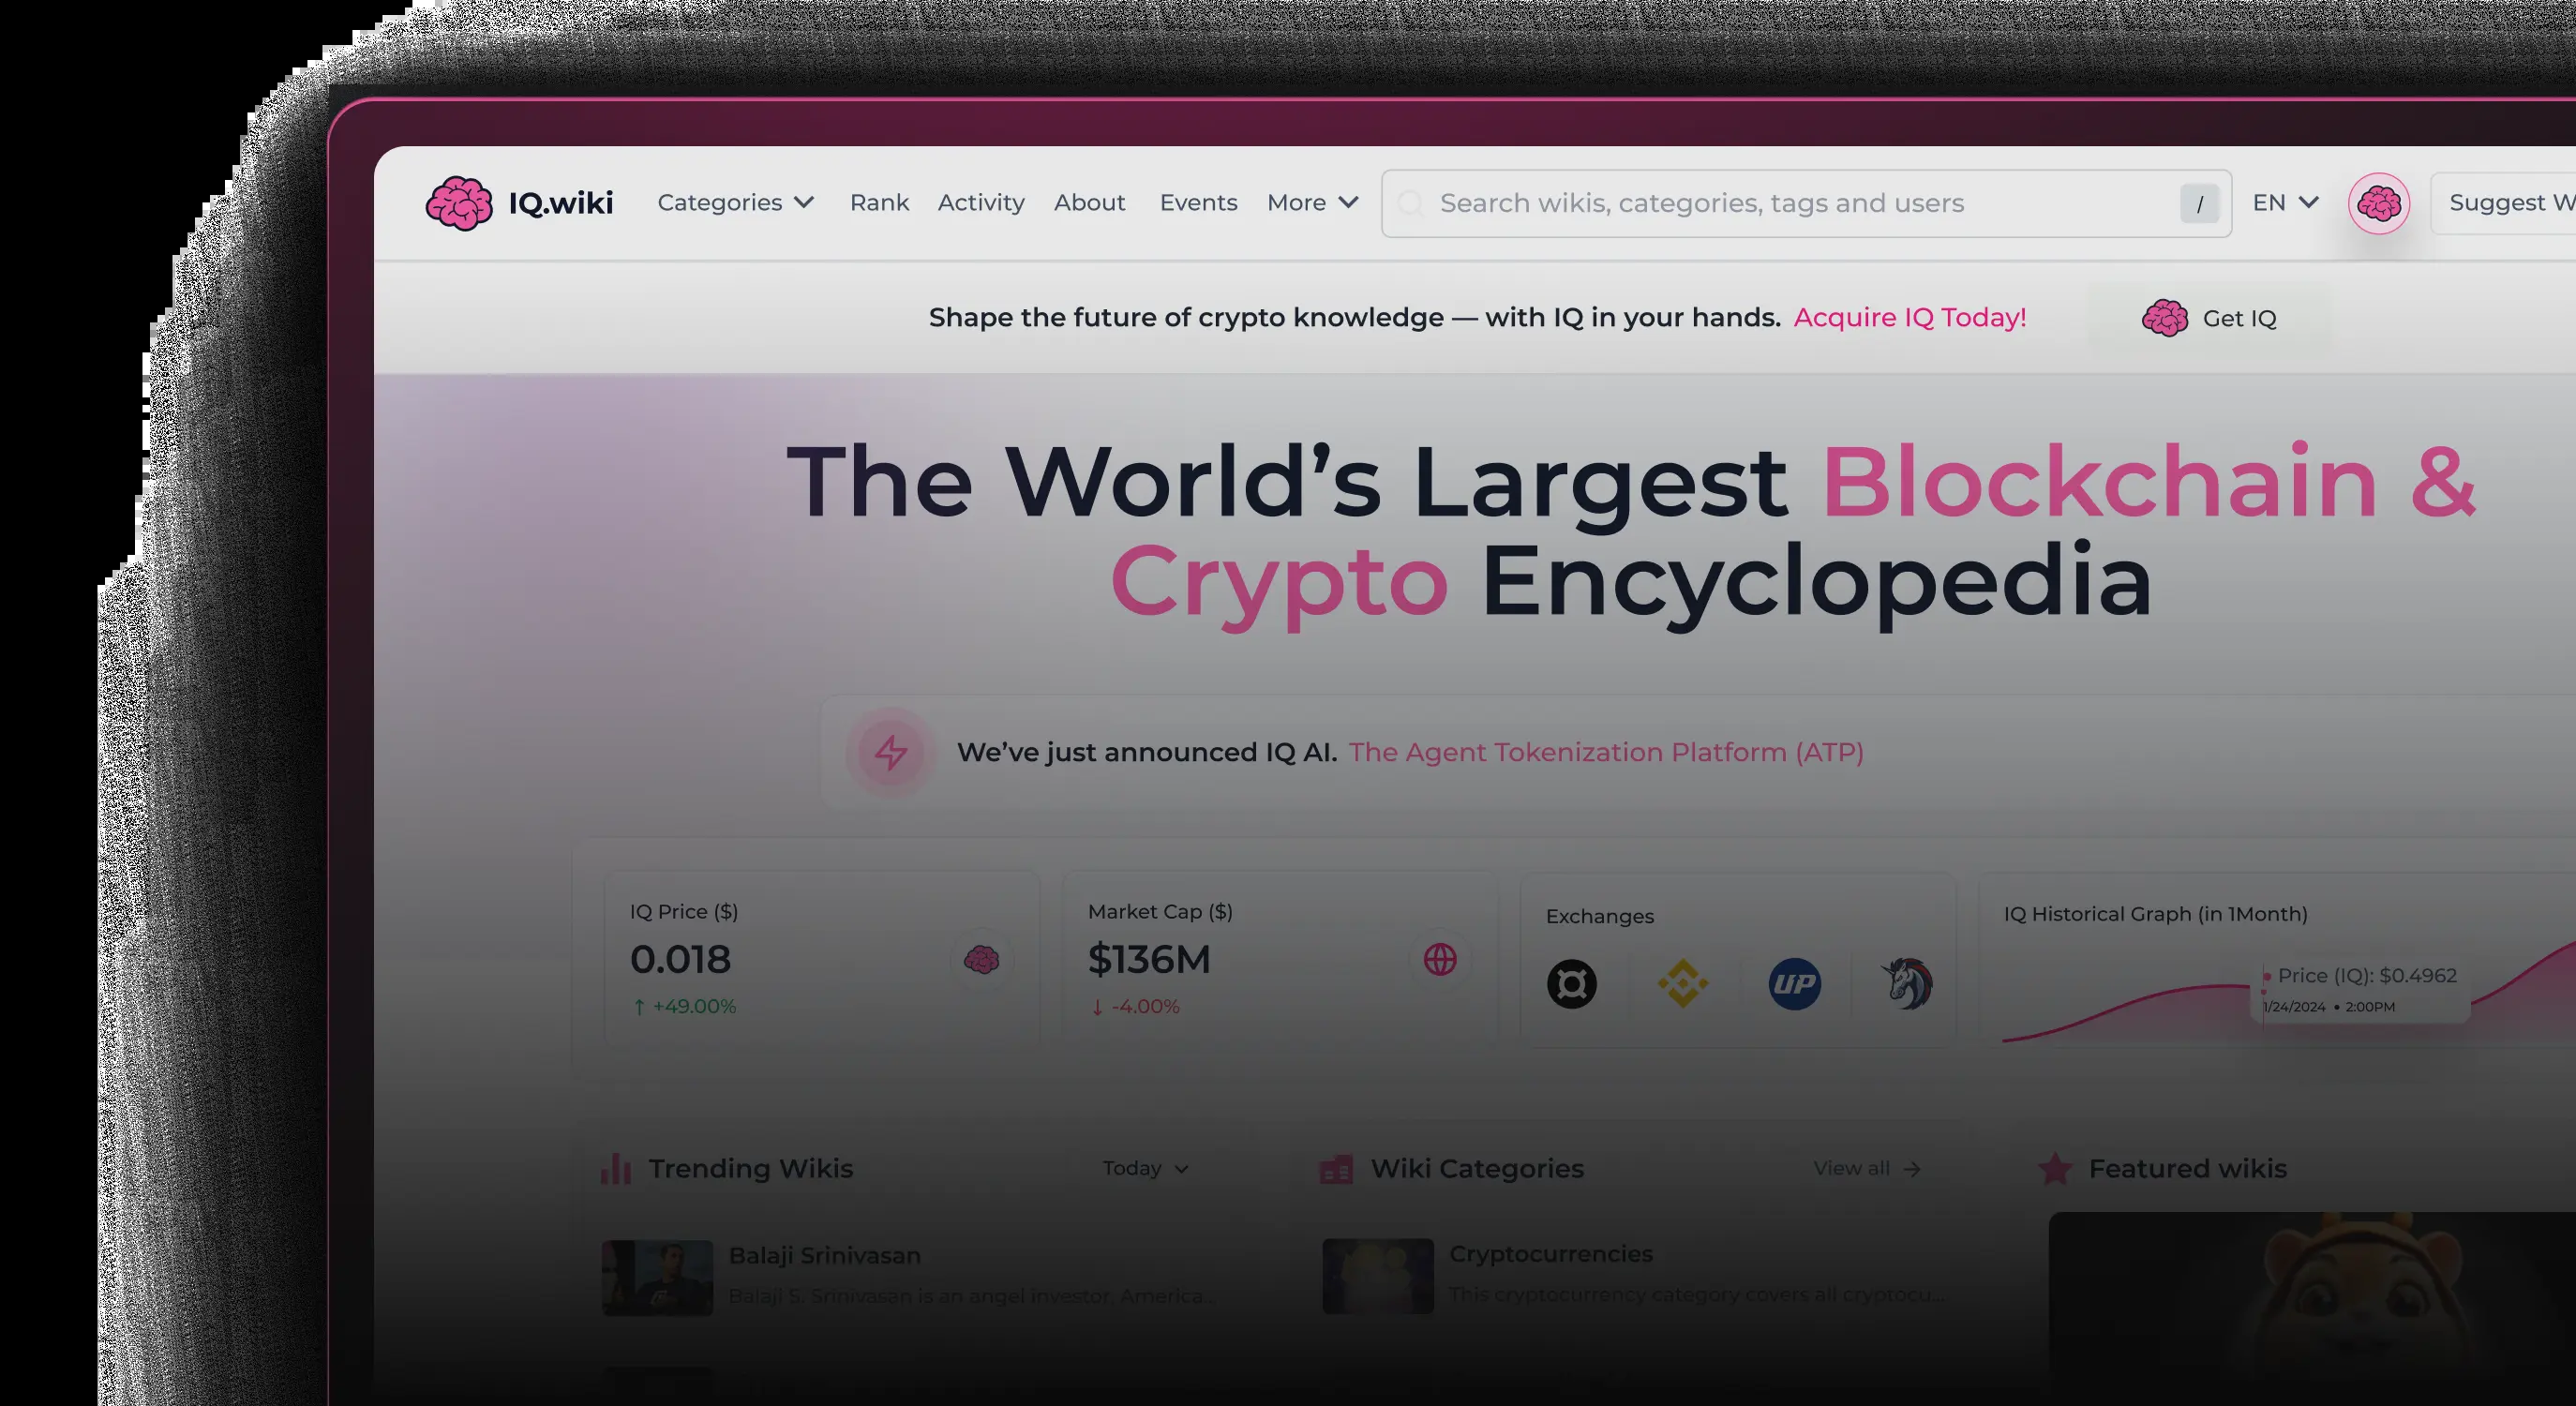 IQ.wiki
Categories
Rank
Activity
About
Events
More
Search wikis, categories, tags and users
/
EN
Suggest W
Shape the future of crypto knowledge — with IQ in your hands. Acquire IQ Today!
Get IQ
The World’s Largest Blockchain &
Crypto Encyclopedia
We’ve just announced IQ AI. The Agent Tokenization Platform (ATP)
IQ Price ($)
0.018
↑ +49.00%
Market Cap ($)
$136M
↓ -4.00%
Exchanges
UP
IQ Historical Graph (in 1Month)
Price (IQ): $0.4962
1/24/2024 • 2:00PM
Trending Wikis
Today
Balaji Srinivasan
Balaji S. Srinivasan is an angel investor, America...
Wiki Categories
View all →
Cryptocurrencies
This cryptocurrency category covers all cryptocu...
Featured wikis